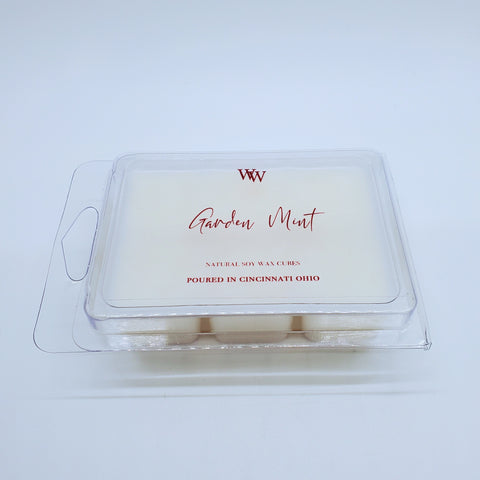 WW
Garden Mint
NATURAL SOY WAX CUBES
POURED IN CINCINNATI OHIO